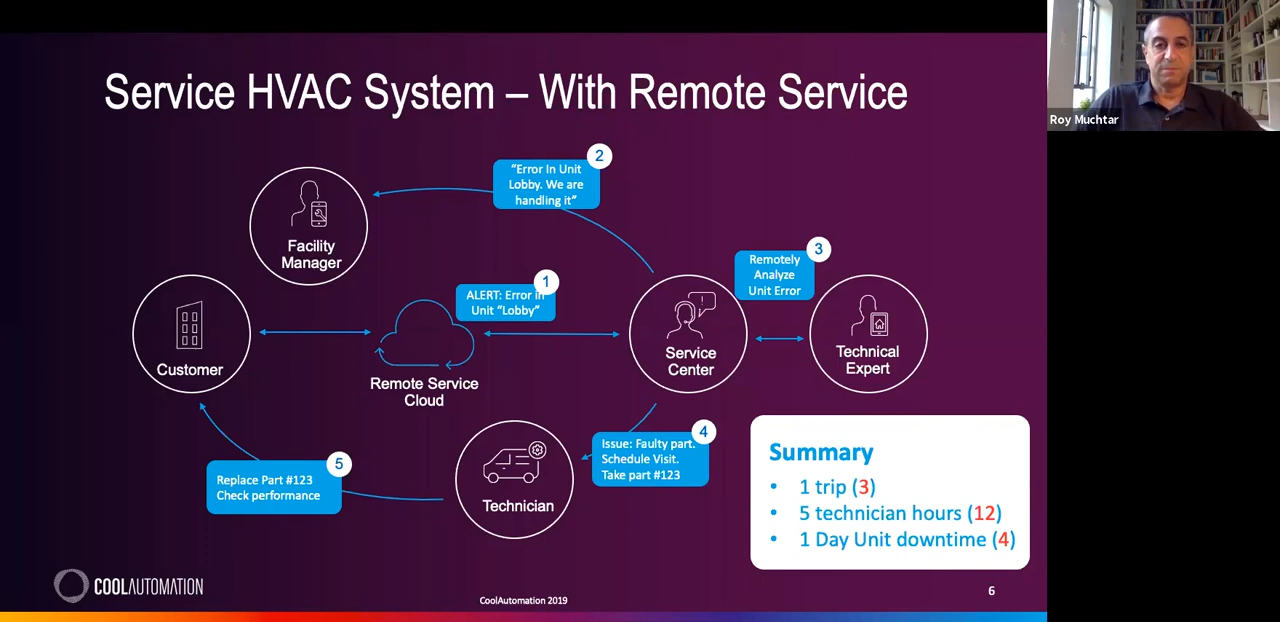 Service HVAC System – With Remote Service
Roy Muchtar
2
“Error In Unit
Lobby. We are
handling it”
Facility
Manager
3
Remotely
Analyze
Unit Error
1
ALERT: Error in
Unit “Lobby”
Customer
Remote Service
Cloud
Service
Center
Technical
Expert
4
Issue: Faulty part.
Schedule Visit.
Take part #123
5
Replace Part #123
Check performance
Technician
Summary
• 1 trip (3)
• 5 technician hours (12)
• 1 Day Unit downtime (4)
COOLAUTOMATION
CoolAutomation 2019
6